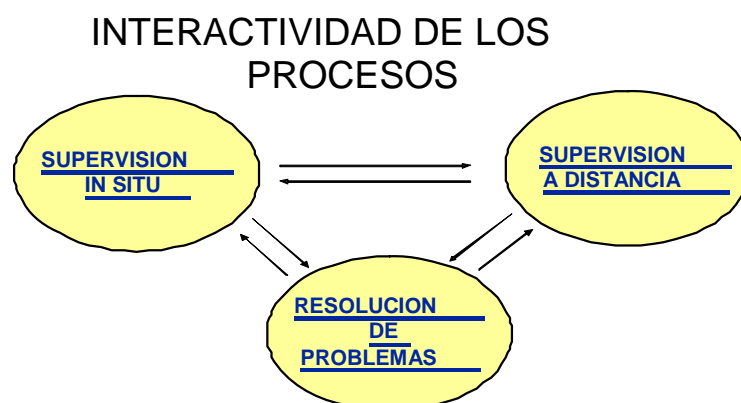 INTERACTIVIDAD DE LOS
PROCESOS
SUPERVISION
IN SITU
SUPERVISION
A DISTANCIA
RESOLUCION
DE
PROBLEMAS